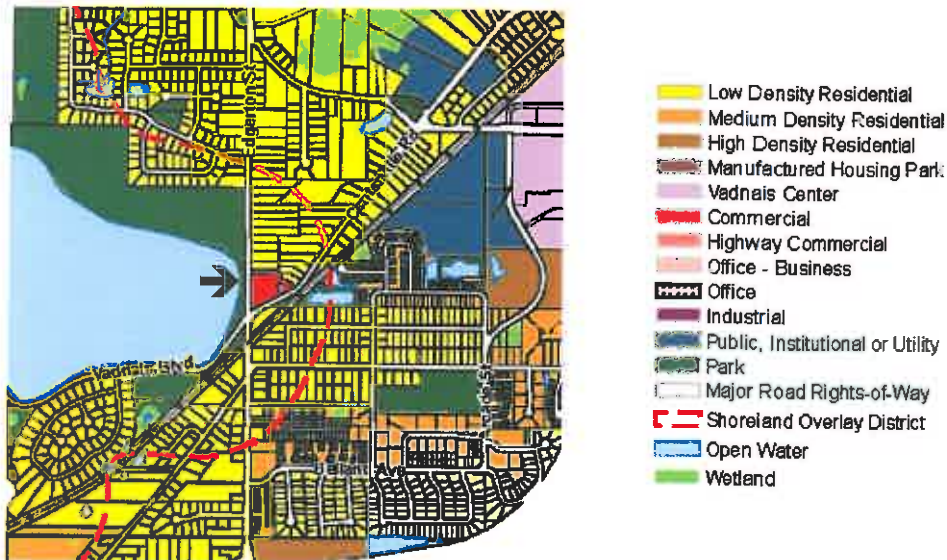 Edgerton St
Centerville Rd
Vadnais Blvd
Low Density Residential
Medium Density Residential
High Density Residential
Manufactured Housing Park
Vadnais Center
Commercial
Highway Commercial
Office - Business
Office
Industrial
Public, Institutional or Utility
Park
Major Road Rights-of-Way
Shoreland Overlay District
Open Water
Wetland